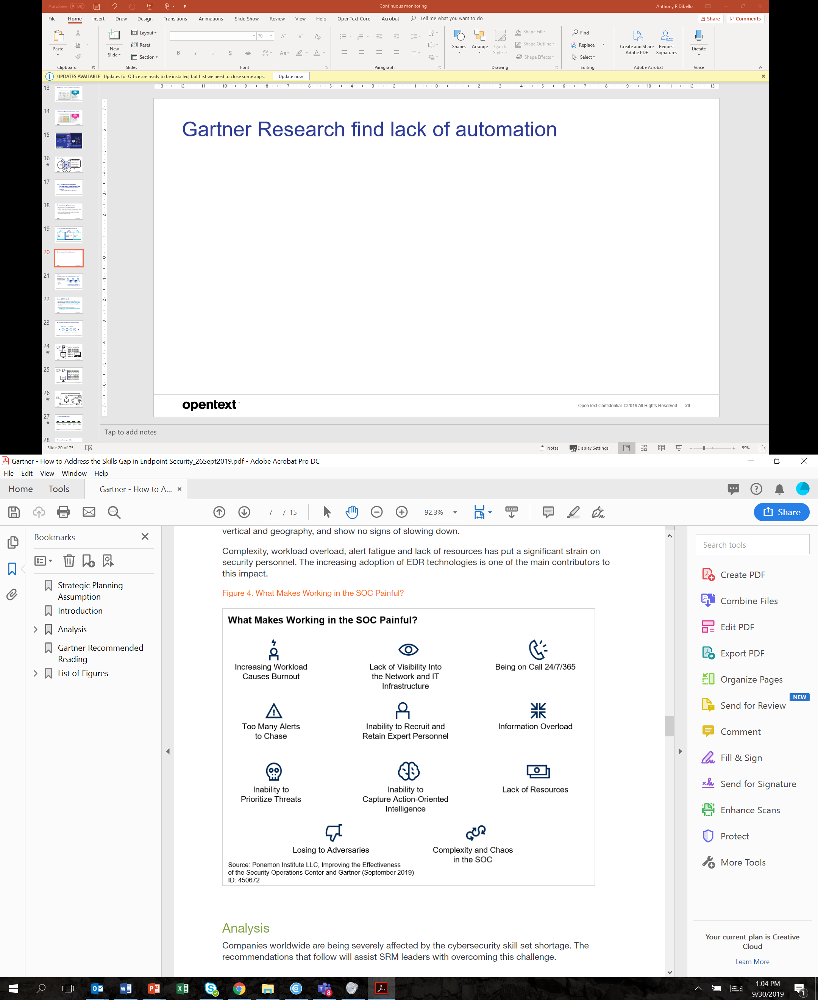 AutoSave Off
Continuous monitoring
Anthony R Dibello
File Home Insert Draw Design Transitions Animations Slide Show Review View Help OpenText Core Acrobat Tell me what you want to do
Share Comments
Paste
Clipboard
New Slide
Layout
Reset
Section
Slides
70
Font
Paragraph
Shapes
Arrange
Quick Styles
Shape Fill
Shape Outline
Shape Effects
Drawing
Find
Replace
Select
Editing
Create and Share Adobe PDF
Request Signatures
Adobe Acrobat
Dictate
Voice
UPDATES AVAILABLE Updates for Office are ready to be installed, but first we need to close some apps. Update now
13
14
15
16
17
18
19
20
21
22
23
24
25
26
27
28
Gartner Research find lack of automation
opentext™
OpenText Confidential. ©2019 All Rights Reserved. 20
Tap to add notes
Slide 20 of 75
Notes
Display Settings
59%
Gartner - How to Address the Skills Gap in Endpoint Security_26Sept2019.pdf - Adobe Acrobat Pro DC
File Edit View Window Help
Home Tools Gartner - How to A...
7 / 15
92.3%
Share
Bookmarks
Strategic Planning
Assumption
Introduction
Analysis
Gartner Recommended
Reading
List of Figures
vertical and geography, and show no signs of slowing down.
Complexity, workload overload, alert fatigue and lack of resources has put a significant strain on
security personnel. The increasing adoption of EDR technologies is one of the main contributors to
this impact.
Figure 4. What Makes Working in the SOC Painful?
What Makes Working in the SOC Painful?
Increasing Workload
Causes Burnout
Lack of Visibility Into
the Network and IT
Infrastructure
Being on Call 24/7/365
Too Many Alerts
to Chase
Inability to Recruit and
Retain Expert Personnel
Information Overload
Inability to
Prioritize Threats
Inability to
Capture Action-Oriented
Intelligence
Lack of Resources
Losing to Adversaries
Complexity and Chaos
in the SOC
Source: Ponemon Institute LLC, Improving the Effectiveness
of the Security Operations Center and Gartner (September 2019)
ID: 450672
Analysis
Companies worldwide are being severely affected by the cybersecurity skill set shortage. The
recommendations that follow will assist SRM leaders with overcoming this challenge.
Search tools
Create PDF
Combine Files
Edit PDF
Export PDF
Organize Pages
NEW
Send for Review
Comment
Fill & Sign
Send for Signature
Enhance Scans
Protect
More Tools
Your current plan is Creative
Cloud
Learn More
8
1:04 PM
9/30/2019
1